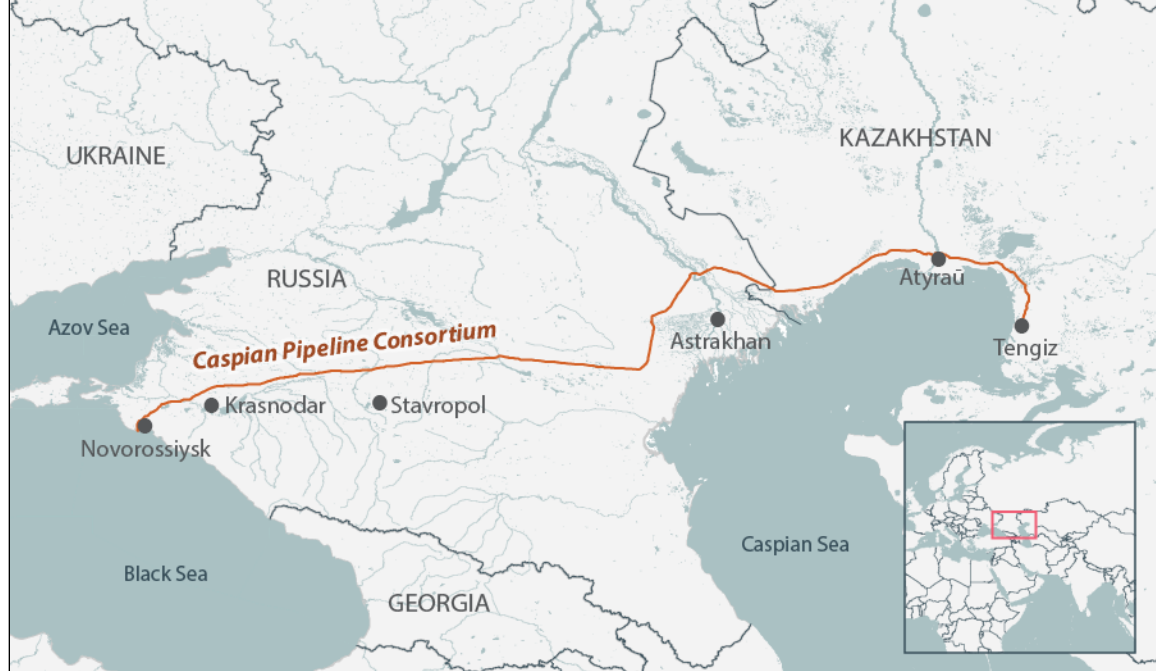 UKRAINE
KAZAKHSTAN
RUSSIA
Atyraū
Azov Sea
Caspian Pipeline Consortium
Astrakhan
Tengiz
Krasnodar
Stavropol
Novorossiysk
Caspian Sea
Black Sea
GEORGIA